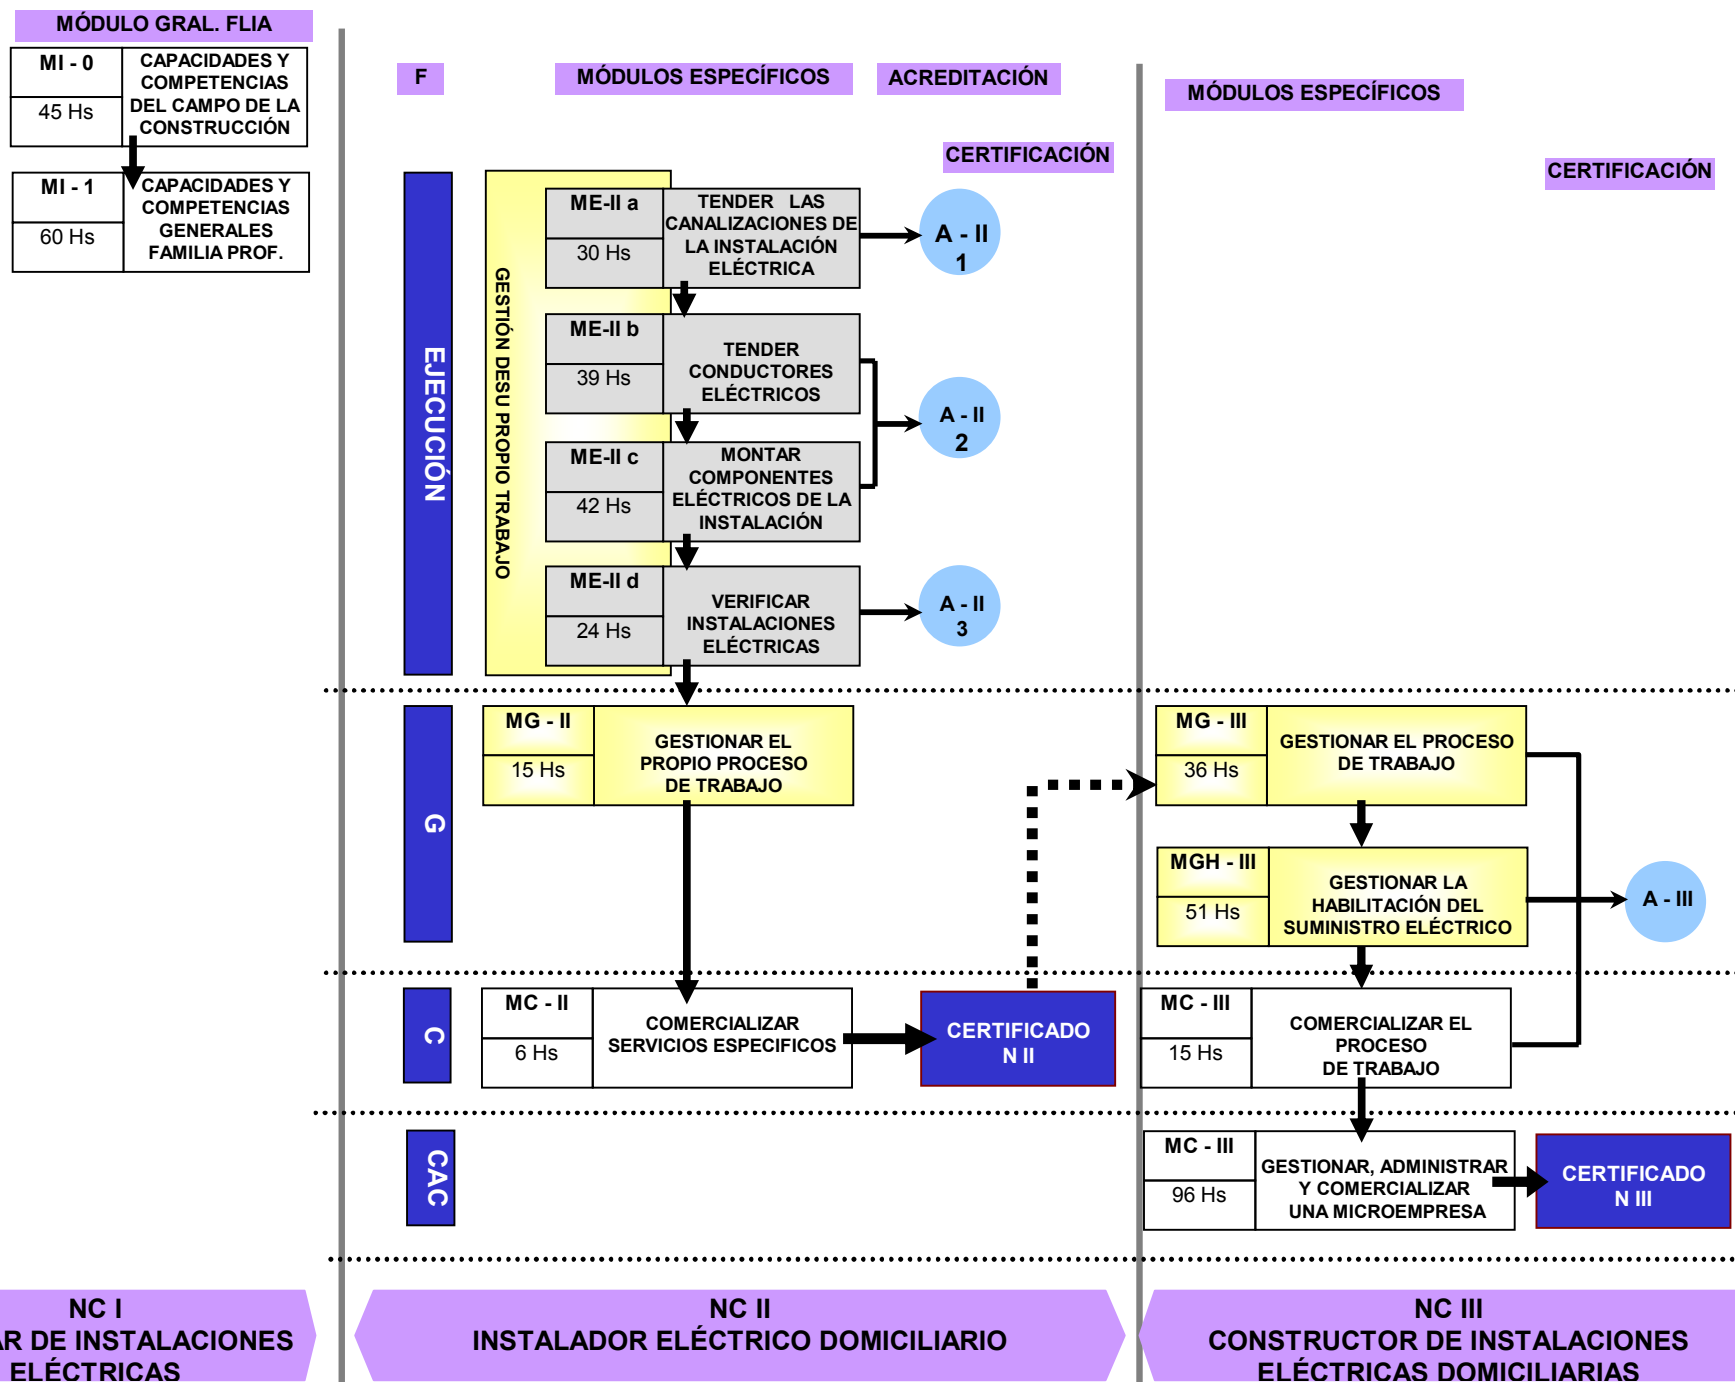 MÓDULO GRAL. FLIA
MI - 0
45 Hs
CAPACIDADES Y
COMPETENCIAS
DEL CAMPO DE LA
CONSTRUCCIÓN
MI - 1
60 Hs
CAPACIDADES Y
COMPETENCIAS
GENERALES
FAMILIA PROF.
F
MÓDULOS ESPECÍFICOS
ACREDITACIÓN
CERTIFICACIÓN
EJECUCIÓN
GESTIÓN DESU PROPIO TRABAJO
ME-II a
30 Hs
TENDER LAS
CANALIZACIONES DE
LA INSTALACIÓN
ELÉCTRICA
A - II
1
ME-II b
39 Hs
TENDER
CONDUCTORES
ELÉCTRICOS
A - II
2
ME-II c
42 Hs
MONTAR
COMPONENTES
ELÉCTRICOS DE LA
INSTALACIÓN
ME-II d
24 Hs
VERIFICAR
INSTALACIONES
ELÉCTRICAS
A - II
3
G
MG - II
15 Hs
GESTIONAR EL
PROPIO PROCESO
DE TRABAJO
C
MC - II
6 Hs
COMERCIALIZAR
SERVICIOS ESPECIFICOS
CERTIFICADO
N II
CAC
MÓDULOS ESPECÍFICOS
CERTIFICACIÓN
MG - III
36 Hs
GESTIONAR EL PROCESO
DE TRABAJO
MGH - III
51 Hs
GESTIONAR LA
HABILITACIÓN DEL
SUMINISTRO ELÉCTRICO
A - III
MC - III
15 Hs
COMERCIALIZAR EL
PROCESO
DE TRABAJO
MC - III
96 Hs
GESTIONAR, ADMINISTRAR
Y COMERCIALIZAR
UNA MICROEMPRESA
CERTIFICADO
N III
NC I
AR DE INSTALACIONES
ELÉCTRICAS
NC II
INSTALADOR ELÉCTRICO DOMICILIARIO
NC III
CONSTRUCTOR DE INSTALACIONES
ELÉCTRICAS DOMICILIARIAS